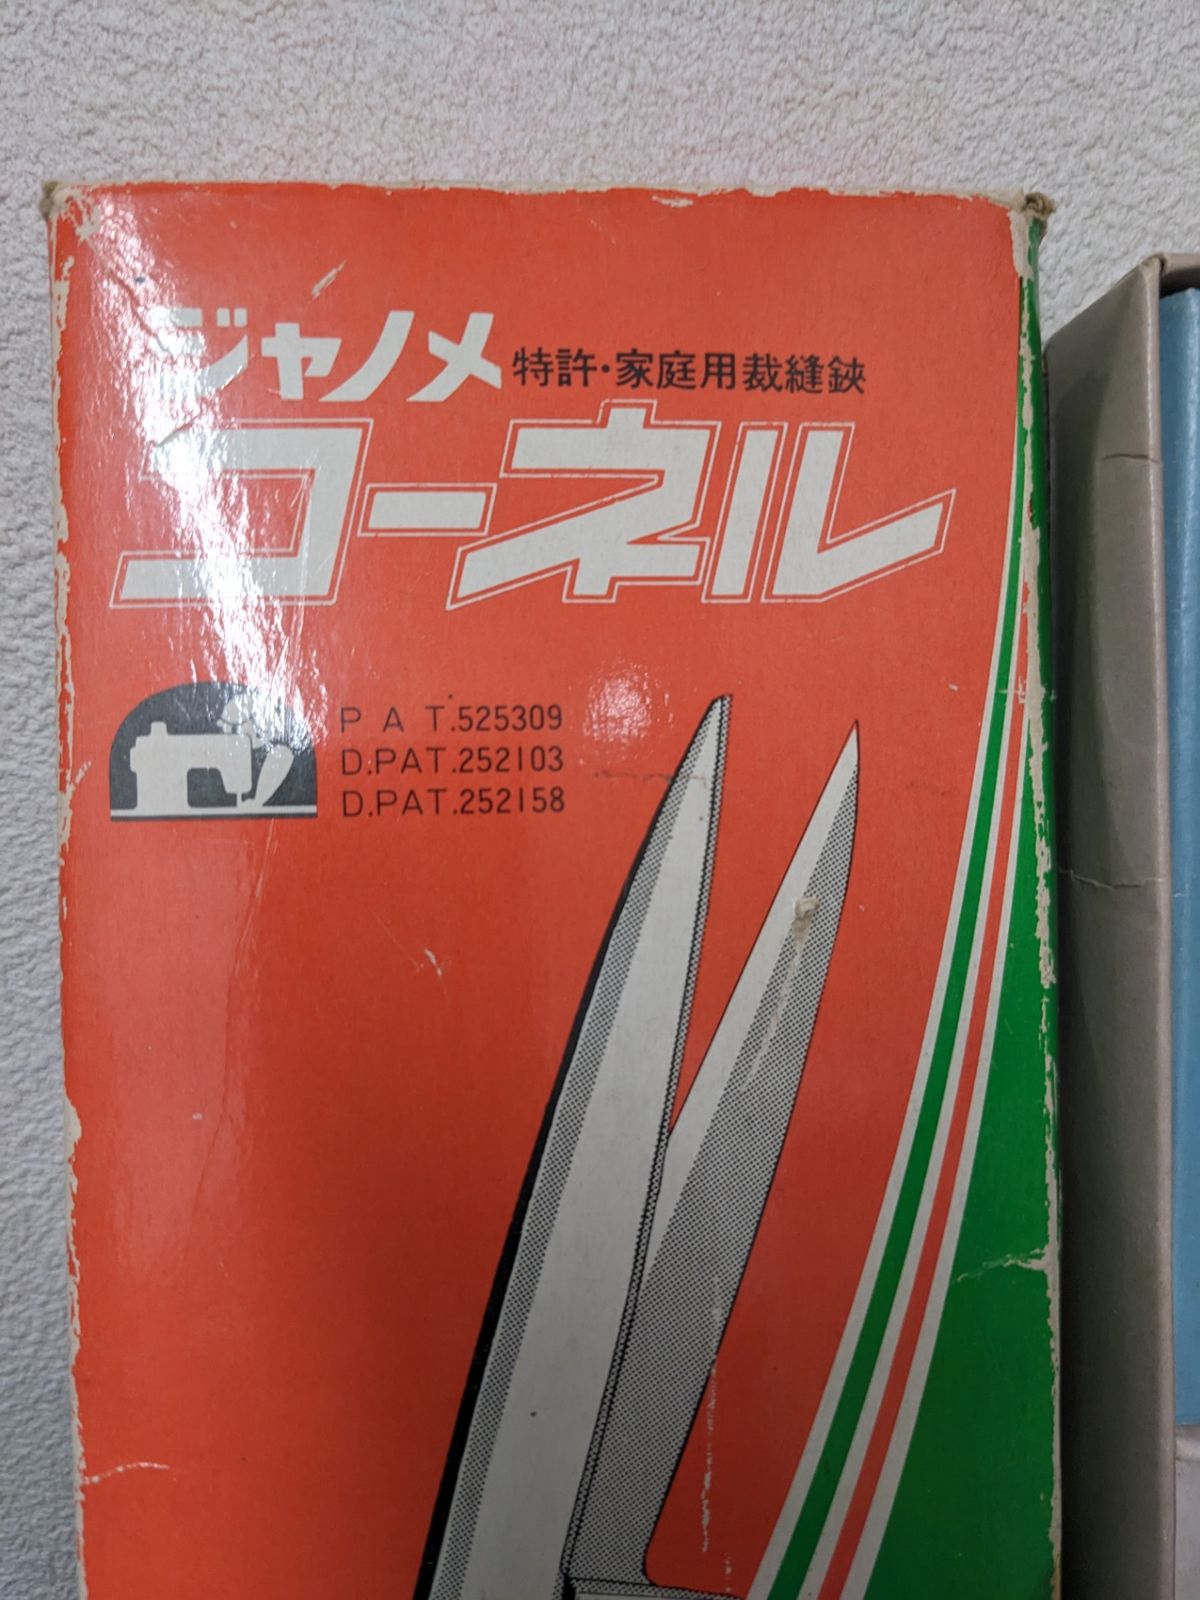 ジャノメ 特許・家庭用裁縫鋏
コーネル
P A T.525309
D.PAT.252103
D.PAT.252158